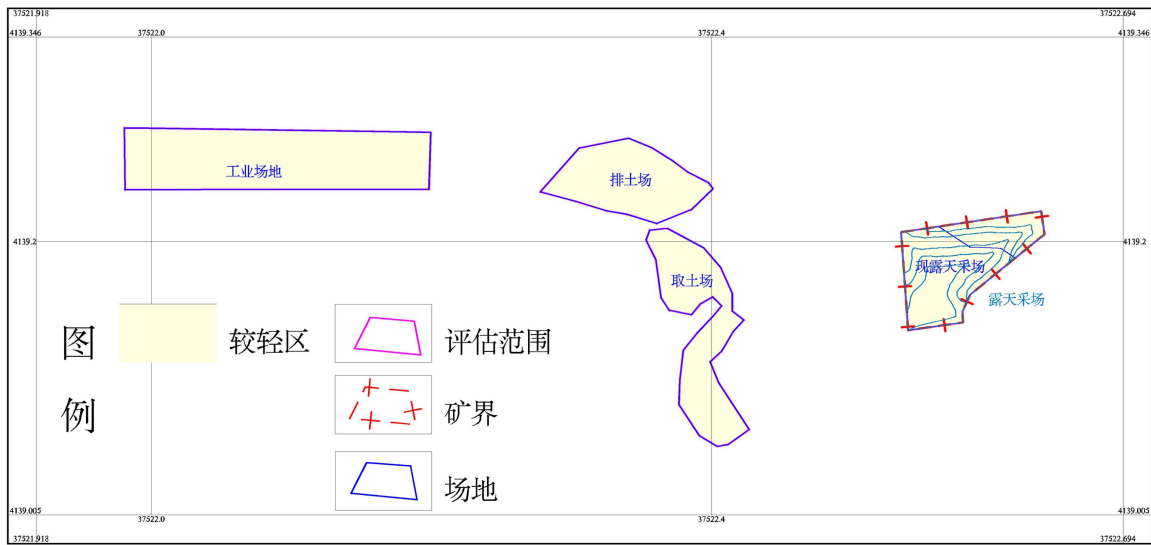 37521.918
37522.694
4139.346
37522.0
37522.4
4139.346
工业场地
排土场
4139.2
4139.2
取土场
现露天采场
露天采场
图
例
较轻区
评估范围
矿界
场地
4139.005
37522.0
37522.4
4139.005
37521.918
37522.694